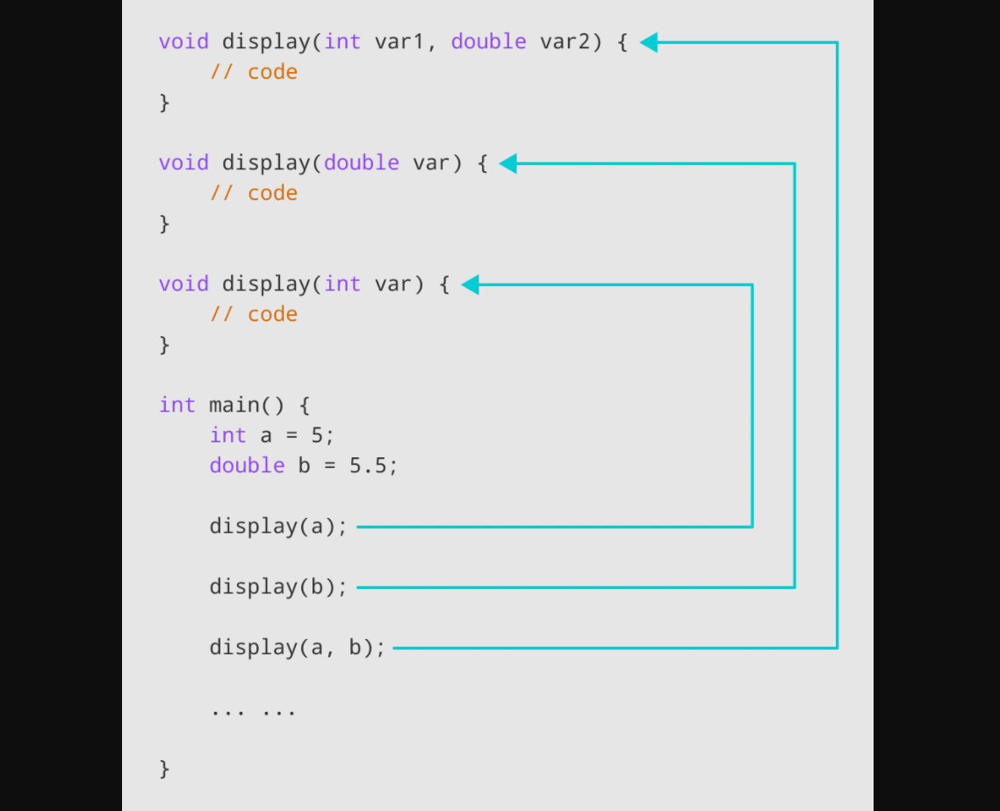 void display(int var1, double var2) {
    // code
}
void display(double var) {
    // code
}
void display(int var) {
    // code
}
int main() {
    int a = 5;
    double b = 5.5;
    display(a);
    display(b);
    display(a, b);
    ... ...
}